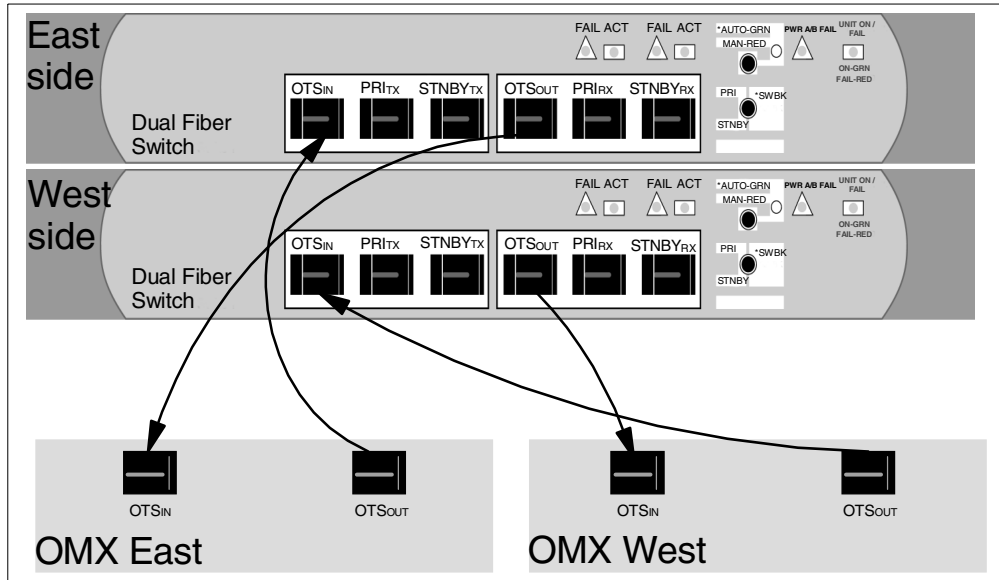 East side
FAIL ACT FAIL ACT *AUTO-GRN MAN-RED PWR A/B FAIL UNIT ON / FAIL
ON-GRN FAIL-RED
OTSIN PRITX STNBYTX OTSOUT PRIRX STNBYRX PRI *SWBK
STNBY
Dual Fiber Switch
West side
FAIL ACT FAIL ACT *AUTO-GRN MAN-RED PWR A/B FAIL UNIT ON / FAIL
ON-GRN FAIL-RED
OTSIN PRITX STNBYTX OTSOUT PRIRX STNBYRX PRI *SWBK
STNBY
Dual Fiber Switch
OTSIN OTSOUT OTSIN OTSOUT
OMX East OMX West